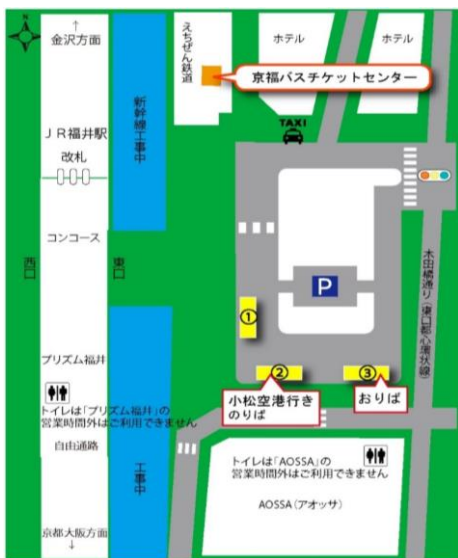 N
↑
金沢方面
JR福井駅
改札
コンコース
西口
東口
プリズム福井
トイレは「プリズム福井」の
営業時間外はご利用できません
自由通路
京都大阪方面
↓
新幹線工事中
工事中
えちぜん鉄道
ホテル
ホテル
京福バスチケットセンター
TAXI
P
①
②
③
小松空港行き
のりば
おりば
木田橋通り(東口都心環状線)
トイレは「AOSSA」の
営業時間外はご利用できません
AOSSA(アオッサ)